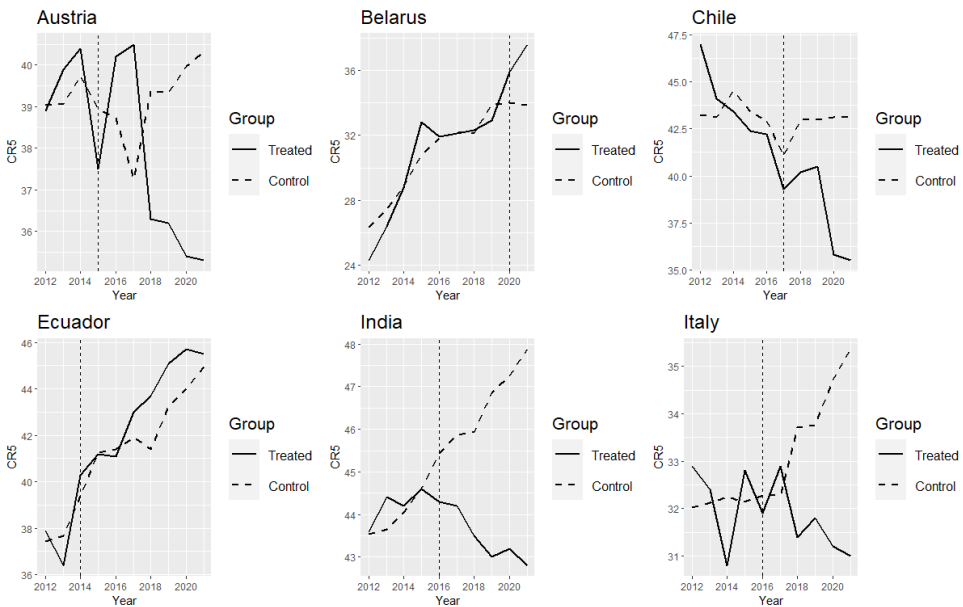 Austria
CR5
40
39
38
37
36
2012 2014 2016 2018 2020
Year
Group
Treated
Control
Belarus
CR5
36
32
28
24
2012 2014 2016 2018 2020
Year
Group
Treated
Control
Chile
CR5
47.5
45.0
42.5
40.0
37.5
35.0
2012 2014 2016 2018 2020
Year
Group
Treated
Control
Ecuador
CR5
46
44
42
40
38
36
2012 2014 2016 2018 2020
Year
Group
Treated
Control
India
CR5
48
47
46
45
44
43
2012 2014 2016 2018 2020
Year
Group
Treated
Control
Italy
CR5
35
34
33
32
31
2012 2014 2016 2018 2020
Year
Group
Treated
Control